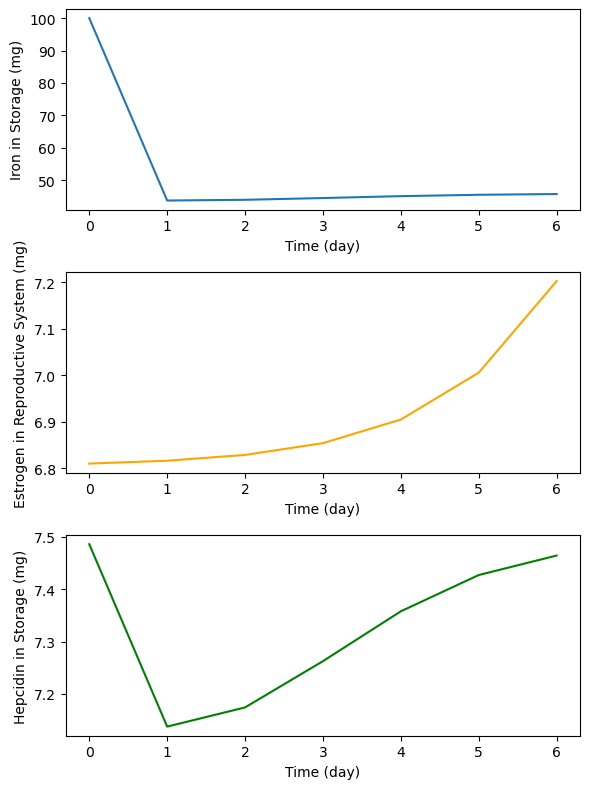 100
90
80
70
60
50
Iron in Storage (mg)
0 1 2 3 4 5 6
Time (day)
7.2
7.1
7.0
6.9
6.8
Estrogen in Reproductive System (mg)
0 1 2 3 4 5 6
Time (day)
7.5
7.4
7.3
7.2
Hepcidin in Storage (mg)
0 1 2 3 4 5 6
Time (day)